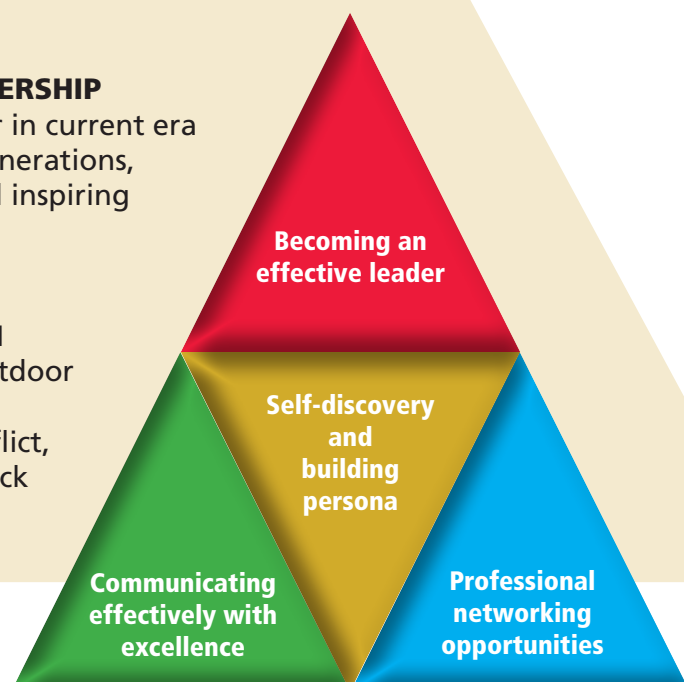 ERSHIP
r in current era
nerations,
l inspiring
l
tdoor
lict,
ck
Becoming an
effective leader
Self-discovery
and
building
persona
Communicating
effectively with
excellence
Professional
networking
opportunities